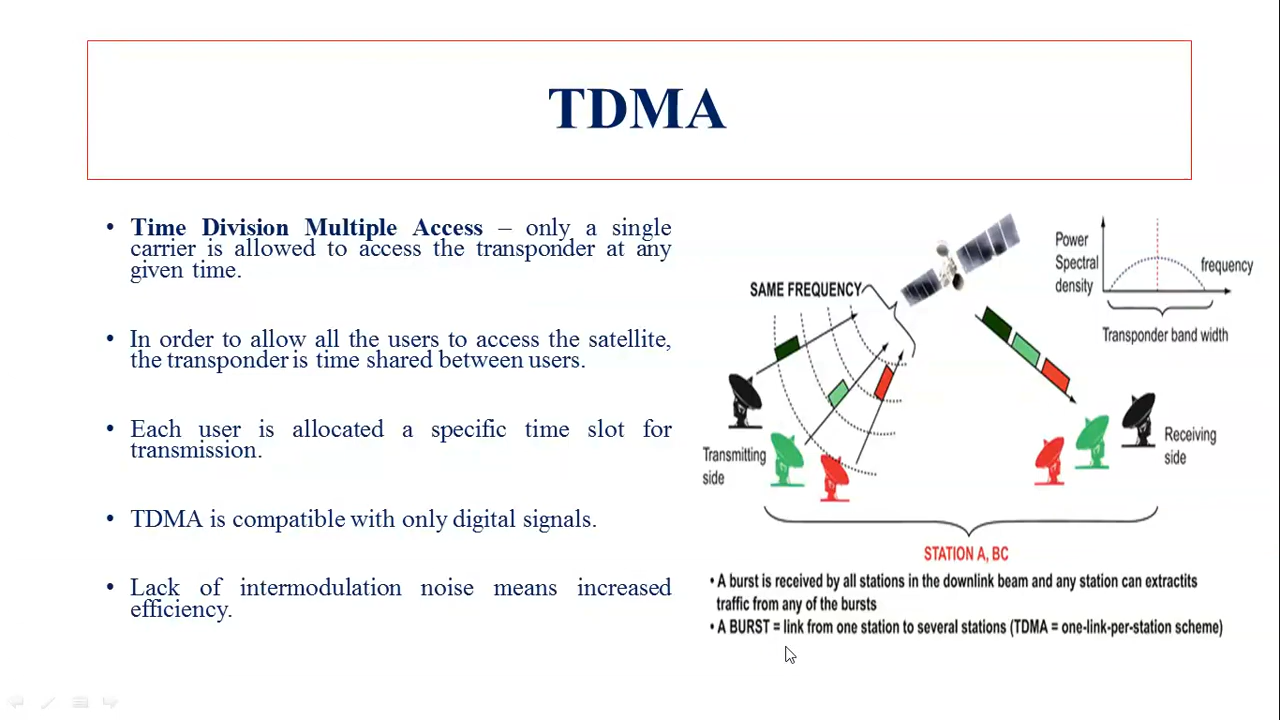 TDMA
• Time Division Multiple Access – only a single
carrier is allowed to access the transponder at any
given time.
• In order to allow all the users to access the satellite,
the transponder is time shared between users.
• Each user is allocated a specific time slot for
transmission.
• TDMA is compatible with only digital signals.
• Lack of intermodulation noise means increased
efficiency.
SAME FREQUENCY
Power
Spectral
density
frequency
Transponder band width
Transmitting
side
Receiving
side
STATION A, BC
• A burst is received by all stations in the downlink beam and any station can extractits
traffic from any of the bursts
• A BURST = link from one station to several stations (TDMA = one-link-per-station scheme)